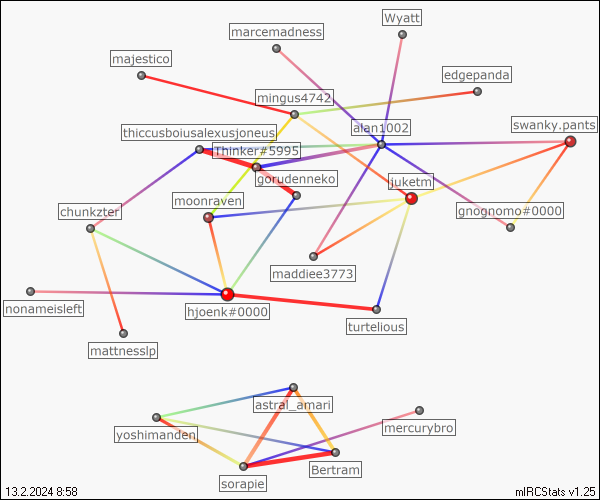 Wyatt
marcemadness
majestico
edgepanda
mingus4742
swanky.pants
alan1002
thiccusboiusalexusjoneus
Thinker#5995
gorudenneko
juketm
moonraven
chunkzter
gnognomo#0000
maddiee3773
nonameisleft
hjoenk#0000
turtelious
mattnesslp
astral_amari
mercurybro
yoshimanden
Bertram
sorapie
13.2.2024 8:58
mIRCStats v1.25